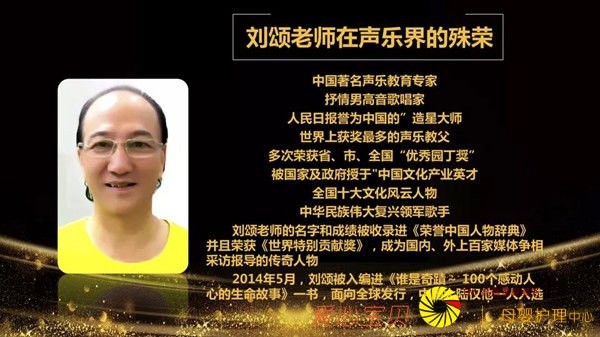 刘颂老师在声乐界的殊荣
中国著名声乐教育专家
抒情男高音歌唱家
人民日报誉为中国的”造星大师
世界上获奖最多的声乐教父
多次荣获省、市、全国“优秀园丁奖”
被国家及政府授于"中国文化产业英才
全国十大文化风云人物
中华民族伟大复兴领军歌手
刘颂老师的名字和成绩被收录进《荣誉中国人物辞典》
并且荣获《世界特别贡献奖》,成为国内、外上百家媒体争相
采访报导的传奇人物
2014年5月,刘颂被入编进《谁是奇蹟~100个感动人
心的生命故事》一书,面向全球发行,中 陆仅他一人入选
母婴护理中心